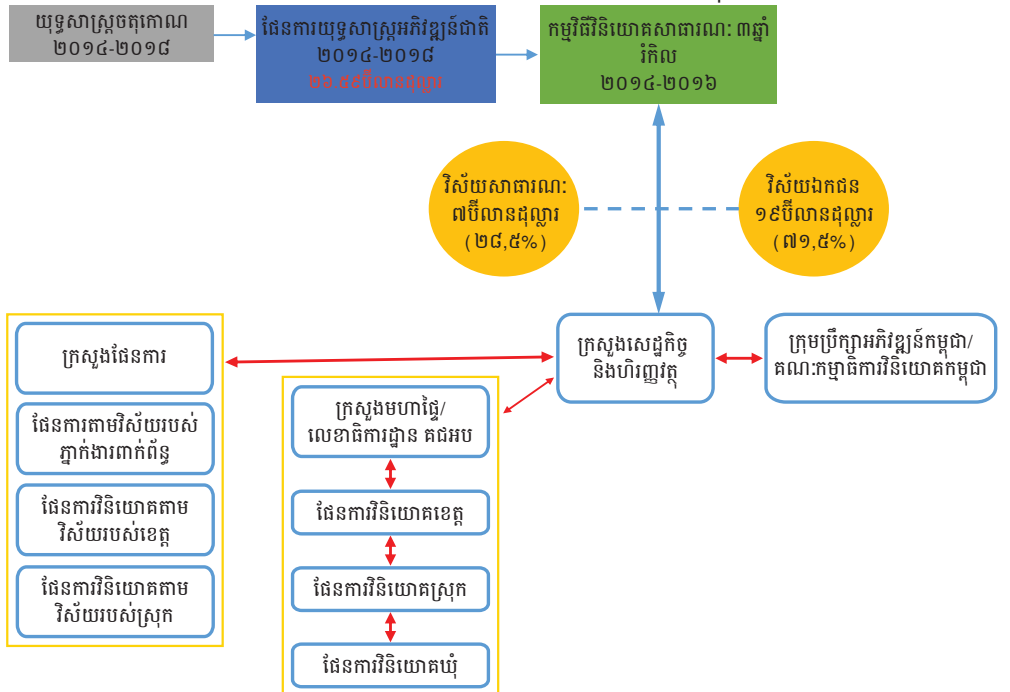 យុទ្ធសាស្ត្រចតុកោណ
២០១៤-២០១៨
ផែនការយុទ្ធសាស្ត្រអភិវឌ្ឍន៍ជាតិ
២០១៤-២០១៨
២៦.៨៩ប៊ីលានដុល្លារ
កម្មវិធីវិនិយោគសាធារណៈ ៣ឆ្នាំ
រំកិល
២០១៤-២០១៦
វិស័យសាធារណៈ
៧ប៊ីលានដុល្លារ
(២៨,៥%)
វិស័យឯកជន
១៩ប៊ីលានដុល្លារ
(៧១,៥%)
ក្រសួងផែនការ
ផែនការតាមវិស័យរបស់
ភ្នាក់ងារពាក់ព័ន្ធ
ផែនការវិនិយោគតាម
វិស័យរបស់ខេត្ត
ផែនការវិនិយោគតាម
វិស័យរបស់ស្រុក
ក្រសួងមហាផ្ទៃ/
លេខាធិការដ្ឋាន គជអប
ផែនការវិនិយោគខេត្ត
ផែនការវិនិយោគស្រុក
ផែនការវិនិយោគឃុំ
ក្រសួងសេដ្ឋកិច្ច
និងហិរញ្ញវត្ថុ
ក្រុមប្រឹក្សាអភិវឌ្ឍន៍កម្ពុជា/
គណៈកម្មាធិការវិនិយោគកម្ពុជា